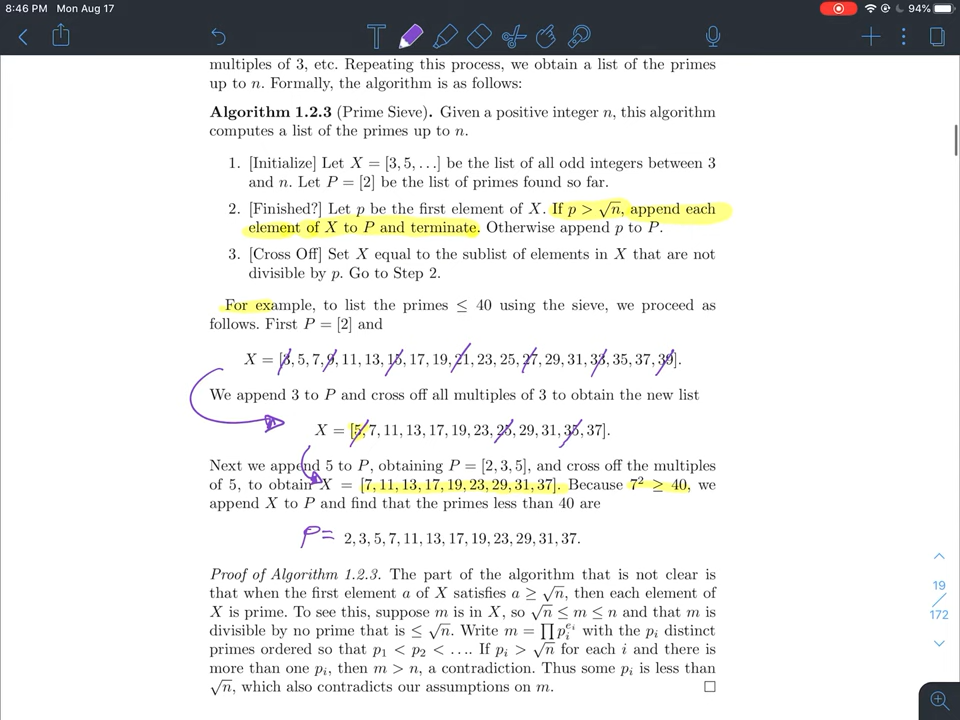 8:46 PM Mon Aug 17
94%
multiples of 3, etc. Repeating this process, we obtain a list of the primes
up to n. Formally, the algorithm is as follows:
Algorithm 1.2.3 (Prime Sieve). Given a positive integer n, this algorithm
computes a list of the primes up to n.
1. [Initialize] Let X = [3, 5, . . .] be the list of all odd integers between 3
and n. Let P = [2] be the list of primes found so far.
2. [Finished?] Let p be the first element of X. If p > √n, append each
element of X to P and terminate. Otherwise append p to P.
3. [Cross Off] Set X equal to the sublist of elements in X that are not
divisible by p. Go to Step 2.
For example, to list the primes ≤ 40 using the sieve, we proceed as
follows. First P = [2] and
X = [3, 5, 7, 9, 11, 13, 15, 17, 19, 21, 23, 25, 27, 29, 31, 33, 35, 37, 39].
We append 3 to P and cross off all multiples of 3 to obtain the new list
X = [5, 7, 11, 13, 17, 19, 23, 25, 29, 31, 35, 37].
Next we append 5 to P, obtaining P = [2, 3, 5], and cross off the multiples
of 5, to obtain X = [7, 11, 13, 17, 19, 23, 29, 31, 37]. Because 7² ≥ 40, we
append X to P and find that the primes less than 40 are
P = 2, 3, 5, 7, 11, 13, 17, 19, 23, 29, 31, 37.
Proof of Algorithm 1.2.3. The part of the algorithm that is not clear is
that when the first element a of X satisfies a ≥ √n, then each element of
X is prime. To see this, suppose m is in X, so √n ≤ m ≤ n and that m is
divisible by no prime that is ≤ √n. Write m = ∏ pᵢ^eᵢ with the pᵢ distinct
primes ordered so that p₁ < p₂ < . . .. If pᵢ > √n for each i and there is
more than one pᵢ, then m > n, a contradiction. Thus some pᵢ is less than
√n, which also contradicts our assumptions on m. □
19
172